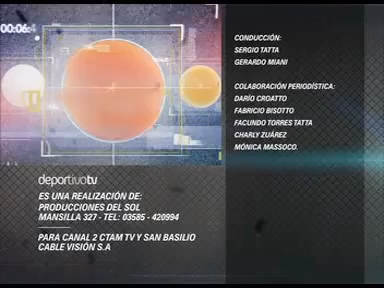 00:06:4
CONDUCCIÓN:
SERGIO TATTA
GERARDO MIANI
COLABORACIÓN PERIODÍSTICA:
DARÍO CROATTO
FABRICIO BISOTTO
FACUNDO TORRES TATTA
CHARLY ZUÁREZ
MÓNICA MASSOCO.
deportivotv
ES UNA REALIZACIÓN DE:
PRODUCCIONES DEL SOL
MANSILLA 327 - TEL: 03585 - 420994
PARA CANAL 2 CTAM TV Y SAN BASILIO
CABLE VISIÓN S.A